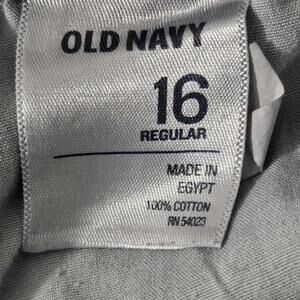 OLD NAVY
16
REGULAR
MADE IN
EGYPT
100% COTTON
RN 54023